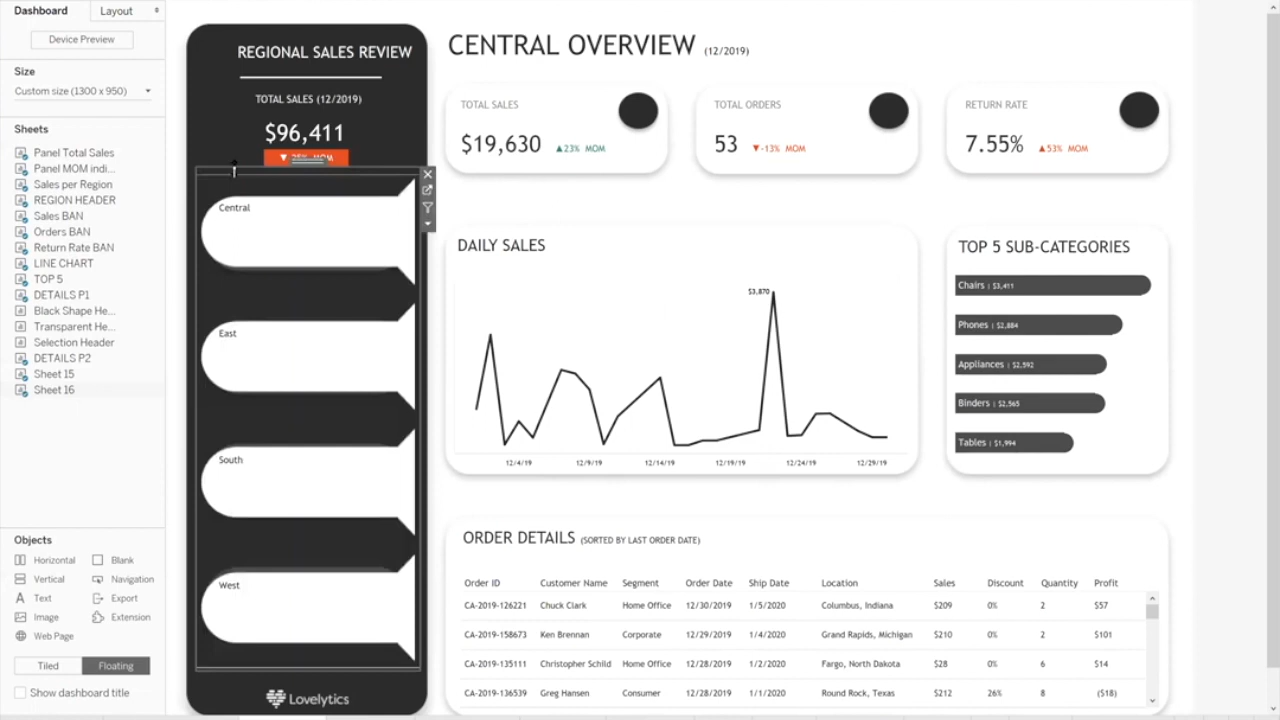 Dashboard
Layout
Device Preview
Size
Custom size (1300 x 950)
Sheets
Panel Total Sales
Panel MOM indi...
Sales per Region
REGION HEADER
Sales BAN
Orders BAN
Return Rate BAN
LINE CHART
TOP 5
DETAILS P1
Black Shape He...
Transparent He...
Selection Header
DETAILS P2
Sheet 15
Sheet 16
Objects
Horizontal
Blank
Vertical
Navigation
Text
Export
Image
Extension
Web Page
Tiled
Floating
Show dashboard title
REGIONAL SALES REVIEW
TOTAL SALES (12/2019)
$96,411
MOM
Central
East
South
West
Lovelytics
CENTRAL OVERVIEW (12/2019)
TOTAL SALES
$19,630 ▲23% MOM
TOTAL ORDERS
53 ▼-13% MOM
RETURN RATE
7.55% ▲53% MOM
DAILY SALES
$3,870
12/4/19 12/9/19 12/14/19 12/19/19 12/24/19 12/29/19
TOP 5 SUB-CATEGORIES
Chairs | $3,411
Phones | $2,884
Appliances | $2,592
Binders | $2,565
Tables | $1,994
ORDER DETAILS (SORTED BY LAST ORDER DATE)
Order ID Customer Name Segment Order Date Ship Date Location Sales Discount Quantity Profit
CA-2019-126221 Chuck Clark Home Office 12/30/2019 1/5/2020 Columbus, Indiana $209 0% 2 $57
CA-2019-158673 Ken Brennan Corporate 12/29/2019 1/4/2020 Grand Rapids, Michigan $210 0% 2 $101
CA-2019-135111 Christopher Schild Home Office 12/28/2019 1/2/2020 Fargo, North Dakota $28 0% 6 $14
CA-2019-136539 Greg Hansen Consumer 12/28/2019 1/1/2020 Round Rock, Texas $212 26% 8 ($18)